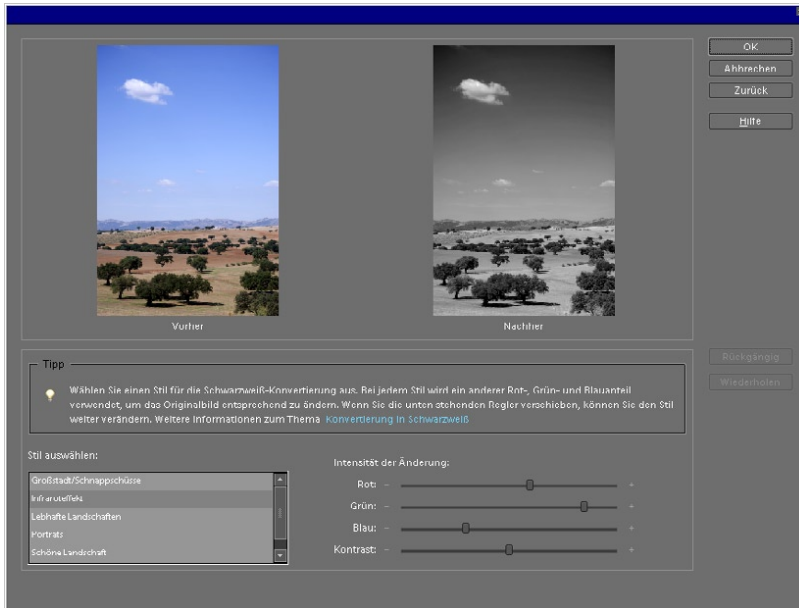 OK
Abbrechen
Zurück
Hilfe
Vorher
Nachher
Rückgängig
Wiederholen
Tipp
Wählen Sie einen Stil für die Schwarzweiß-Konvertierung aus. Bei jedem Stil wird ein anderer Rot-, Grün- und Blauanteil
verwendet, um das Originalbild entsprechend zu ändern. Wenn Sie die unten stehenden Regler verschieben, können Sie den Stil
weiter verändern. Weitere Informationen zum Thema Konvertierung in Schwarzweiß
Stil auswählen:
Großstadt/Schnappschüsse
Infraroteffekt
Lebhafte Landschaften
Porträts
Schöne Landschaft
Intensität der Änderung:
Rot: - +
Grün: - +
Blau: - +
Kontrast: - +